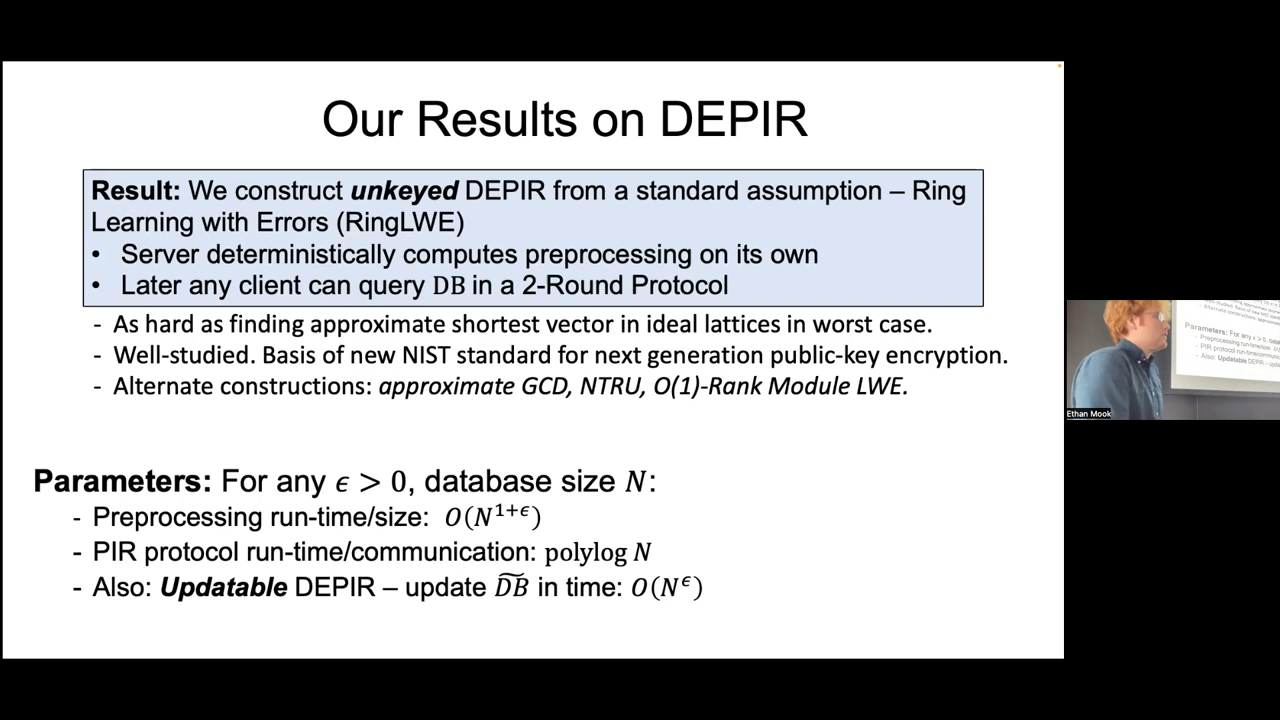 Our Results on DEPIR
Result: We construct unkeyed DEPIR from a standard assumption – Ring
Learning with Errors (RingLWE)
• Server deterministically computes preprocessing on its own
• Later any client can query DB in a 2-Round Protocol
- As hard as finding approximate shortest vector in ideal lattices in worst case.
- Well-studied. Basis of new NIST standard for next generation public-key encryption.
- Alternate constructions: approximate GCD, NTRU, O(1)-Rank Module LWE.
Parameters: For any ϵ > 0, database size N:
- Preprocessing run-time/size: O(N^{1+ϵ})
- PIR protocol run-time/communication: polylog N
- Also: Updatable DEPIR – update \widetilde{DB} in time: O(N^ϵ)
Ethan Mook